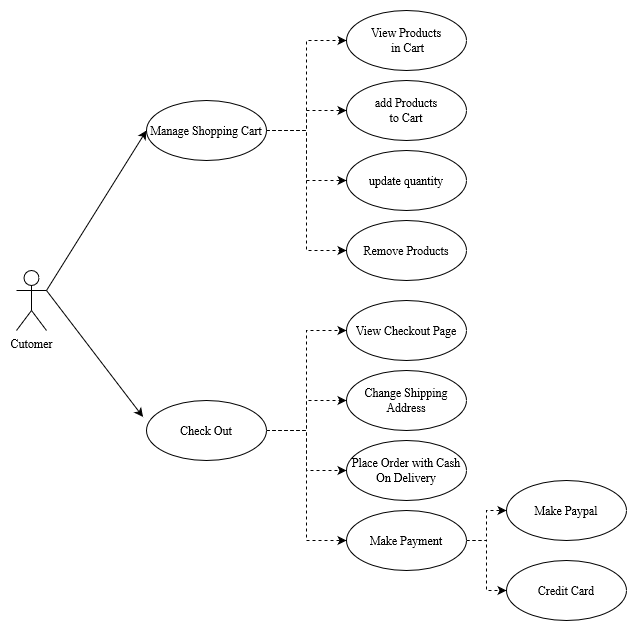 View Products
in Cart
add Products
to Cart
Manage Shopping Cart
update quantity
Remove Products
Cutomer
View Checkout Page
Change Shipping
Address
Check Out
Place Order with Cash
On Delivery
Make Payment
Make Paypal
Credit Card